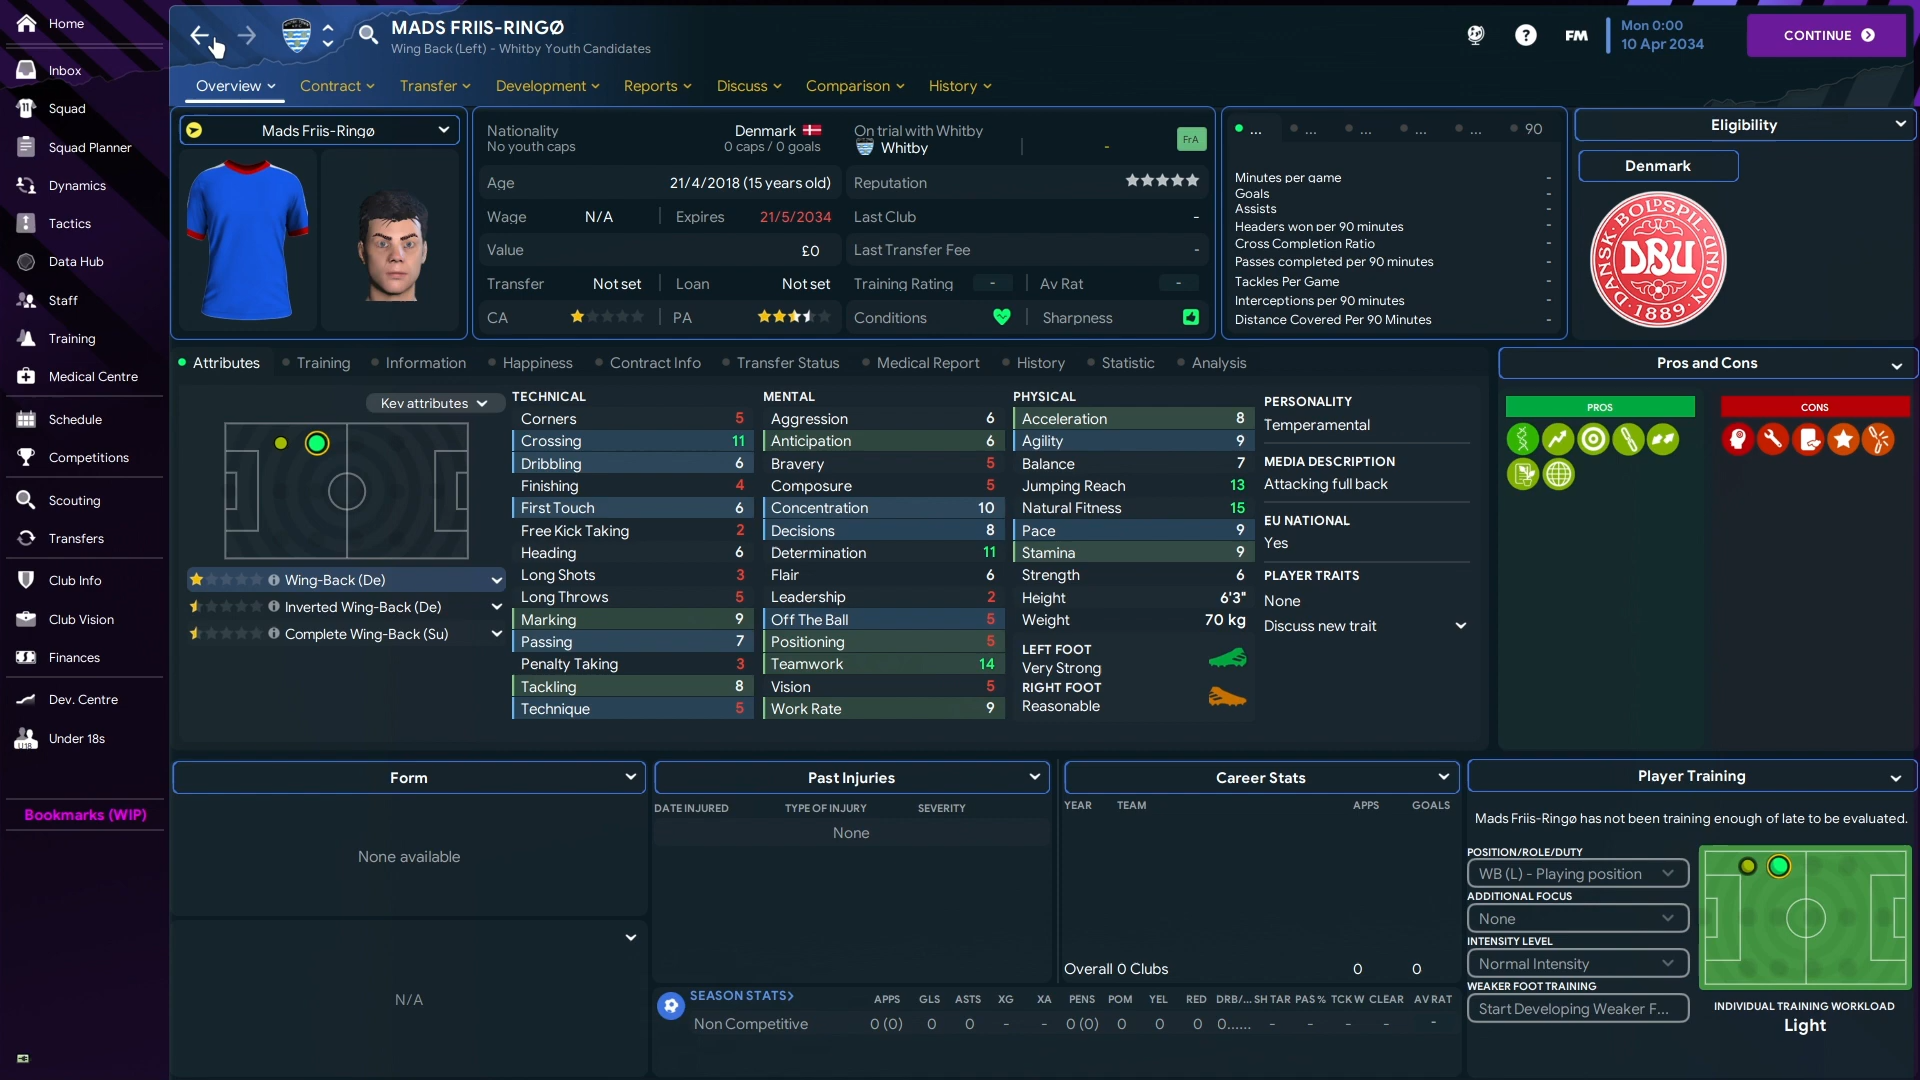 Home
Inbox
Squad
Squad Planner
Dynamics
Tactics
Data Hub
Staff
Training
Medical Centre
Schedule
Competitions
Scouting
Transfers
Club Info
Club Vision
Finances
Dev. Centre
Under 18s
Bookmarks (WIP)
MADS FRIIS-RINGØ
Wing Back (Left) - Whitby Youth Candidates
FM
Mon 0:00
10 Apr 2034
CONTINUE
Overview Contract Transfer Development Reports Discuss Comparison History
Mads Friis-Ringø
Nationality Denmark
No youth caps 0 caps / 0 goals
Age 21/4/2018 (15 years old)
Wage N/A Expires 21/5/2034
Value £0
Transfer Not set Loan Not set
CA PA
On trial with Whitby
Whitby - FrA
Reputation
Last Club -
Last Transfer Fee -
Training Rating - Av Rat -
Conditions Sharpness
... ... ... ... ... 90
Minutes per game -
Goals -
Assists -
Headers won per 90 minutes -
Cross Completion Ratio -
Passes completed per 90 minutes -
Tackles Per Game -
Interceptions per 90 minutes -
Distance Covered Per 90 Minutes -
Eligibility
Denmark
DANSK BOLDSPIL-UNION
DBU
1889
Attributes Training Information Happiness Contract Info Transfer Status Medical Report History Statistic Analysis
Key attributes
Wing-Back (De)
Inverted Wing-Back (De)
Complete Wing-Back (Su)
TECHNICAL
Corners 5
Crossing 11
Dribbling 6
Finishing 4
First Touch 6
Free Kick Taking 2
Heading 6
Long Shots 3
Long Throws 5
Marking 9
Passing 7
Penalty Taking 3
Tackling 8
Technique 5
MENTAL
Aggression 6
Anticipation 6
Bravery 5
Composure 5
Concentration 10
Decisions 8
Determination 11
Flair 6
Leadership 2
Off The Ball 5
Positioning 5
Teamwork 14
Vision 5
Work Rate 9
PHYSICAL
Acceleration 8
Agility 9
Balance 7
Jumping Reach 13
Natural Fitness 15
Pace 9
Stamina 9
Strength 6
Height 6'3"
Weight 70 kg
LEFT FOOT
Very Strong
RIGHT FOOT
Reasonable
PERSONALITY
Temperamental
MEDIA DESCRIPTION
Attacking full back
EU NATIONAL
Yes
PLAYER TRAITS
None
Discuss new trait
Pros and Cons
PROS CONS
Form
None available
N/A
Past Injuries
DATE INJURED TYPE OF INJURY SEVERITY
None
Career Stats
YEAR TEAM APPS GOALS
Overall 0 Clubs 0 0
SEASON STATS> APPS GLS ASTS XG XA PENS POM YEL RED DRB/... SH TAR PAS % TCK W CLEAR AV RAT
Non Competitive 0 (0) 0 0 - - 0 (0) 0 0 0 0...... - - - - -
Player Training
Mads Friis-Ringø has not been training enough of late to be evaluated.
POSITION/ROLE/DUTY
WB (L) - Playing position
ADDITIONAL FOCUS
None
INTENSITY LEVEL
Normal Intensity
WEAKER FOOT TRAINING
Start Developing Weaker F...
INDIVIDUAL TRAINING WORKLOAD
Light